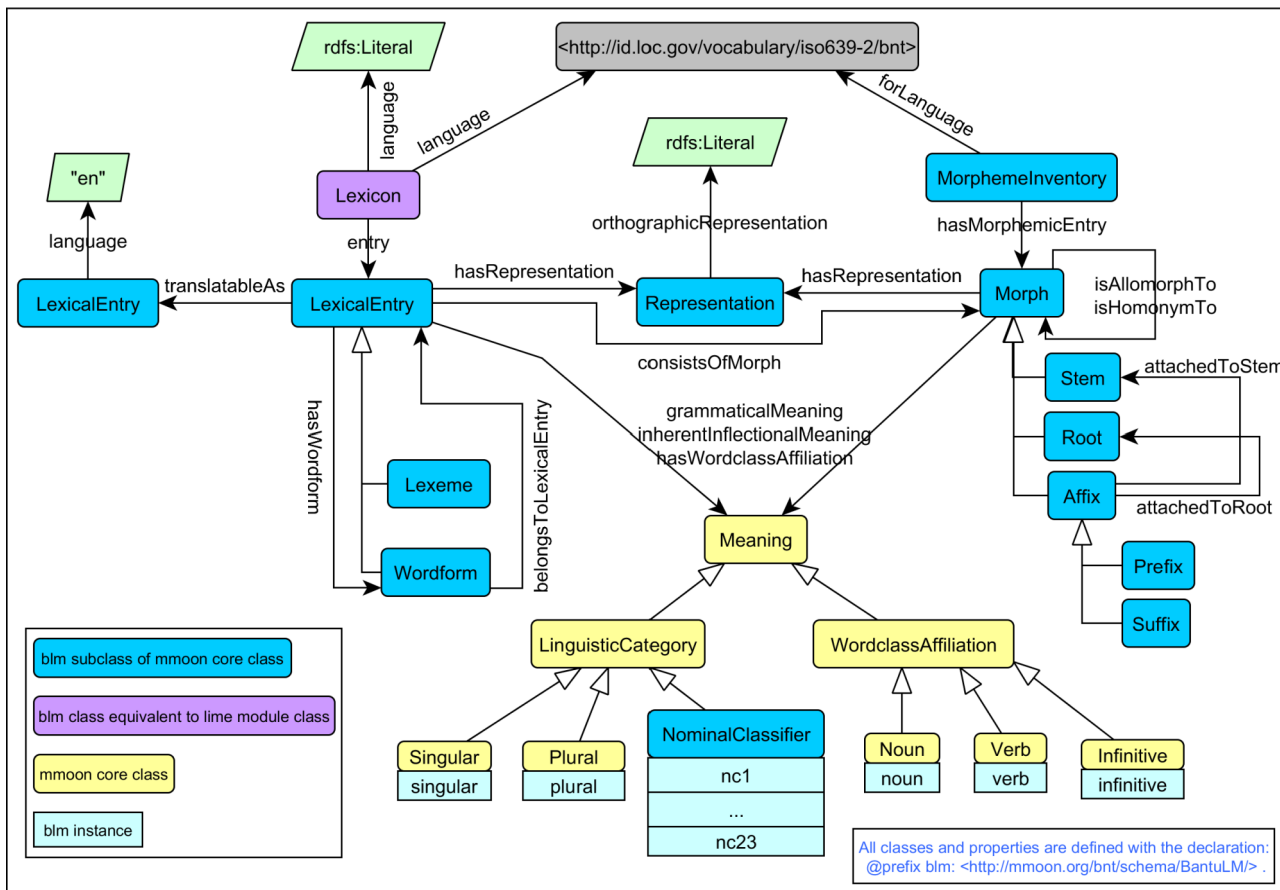 rdfs:Literal
<http://id.loc.gov/vocabulary/iso639-2/bnt>
language
language
forLanguage
rdfs:Literal
"en"
Lexicon
MorphemeInventory
orthographicRepresentation
hasMorphemicEntry
language
entry
LexicalEntry
translatableAs
LexicalEntry
hasRepresentation
Representation
hasRepresentation
Morph
isAllomorphTo
isHomonymTo
consistsOfMorph
Stem
attachedToStem
grammaticalMeaning
inherentInflectionalMeaning
hasWordclassAffiliation
Root
hasWordform
Lexeme
belongsToLexicalEntry
Affix
attachedToRoot
Meaning
Wordform
Prefix
Suffix
LinguisticCategory
WordclassAffiliation
blm subclass of mmoon core class
blm class equivalent to lime module class
mmoon core class
blm instance
Singular
singular
Plural
plural
NominalClassifier
nc1
...
nc23
Noun
noun
Verb
verb
Infinitive
infinitive
All classes and properties are defined with the declaration:
@prefix blm: <http://mmoon.org/bnt/schema/BantuLM/> .